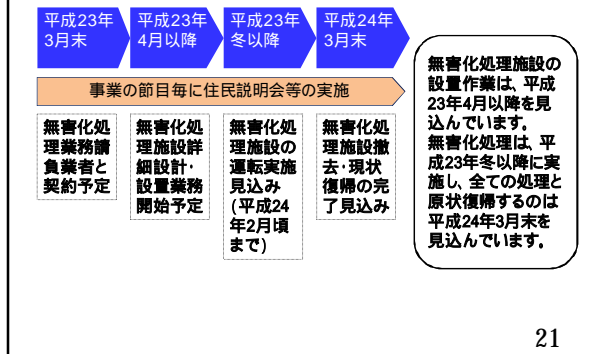 平成23年
3月末
平成23年
4月以降
平成23年
冬以降
平成24年
3月末
事業の節目毎に住民説明会等の実施
無害化処
理業務請
負業者と
契約予定
無害化処
理施設詳
細設計・
設置業務
開始予定
無害化処
理施設の
運転実施
見込み
(平成24
年2月頃
まで)
無害化処
理施設撤
去・現状
復帰の完
了見込み
無害化処理施設の
設置作業は、平成
23年4月以降を見
込んでいます。
無害化処理は、平
成23年冬以降に実
施し、全ての処理と
原状復帰するのは
平成24年3月末を
見込んでいます。
21